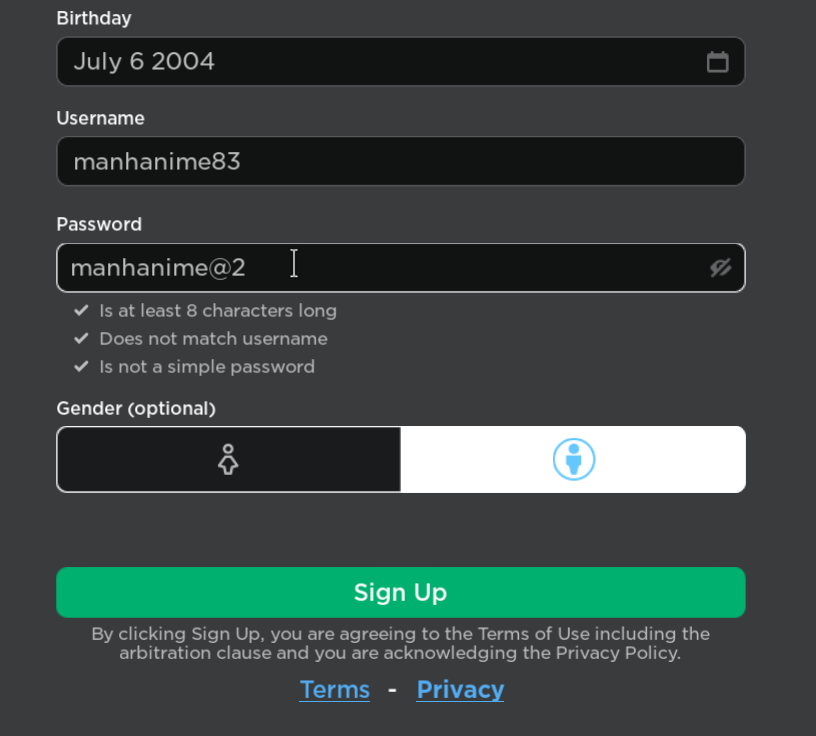 Birthday
July 6 2004
Username
manhanime83
Password
manhanime@2
Is at least 8 characters long
Does not match username
Is not a simple password
Gender (optional)
Sign Up
By clicking Sign Up, you are agreeing to the Terms of Use including the
arbitration clause and you are acknowledging the Privacy Policy.
Terms - Privacy